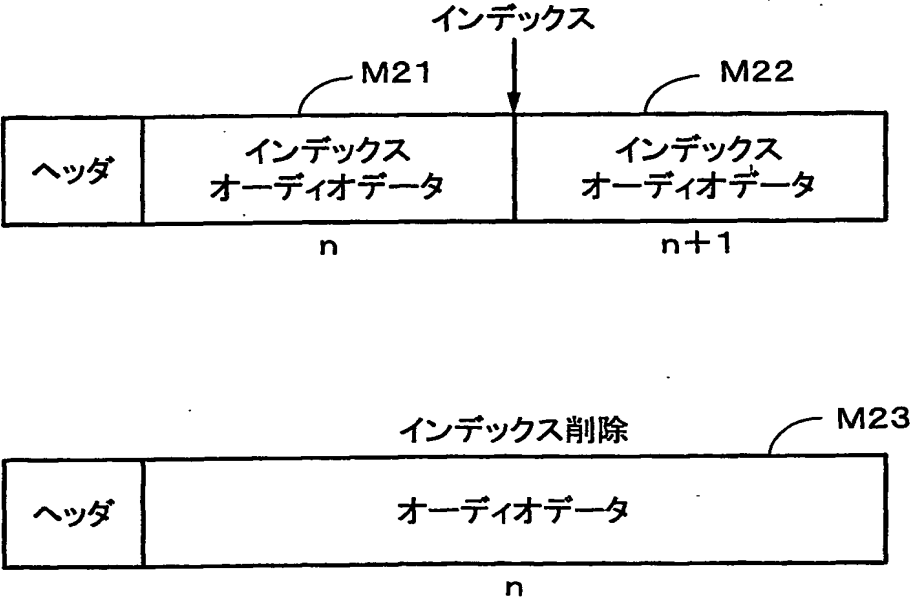 インデックス
M21
M22
ヘッダ
インデックス
オーディオデータ
インデックス
オーディオデータ
n
n+1
インデックス削除
M23
ヘッダ
オーディオデータ
n